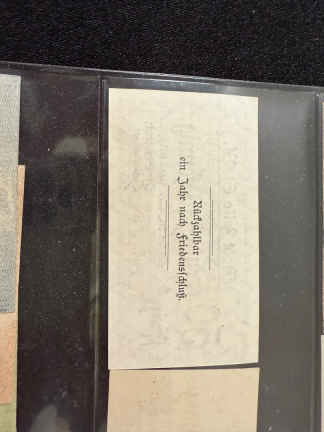 Rückzahlbar
ein Jahr nach Friedensschluß.